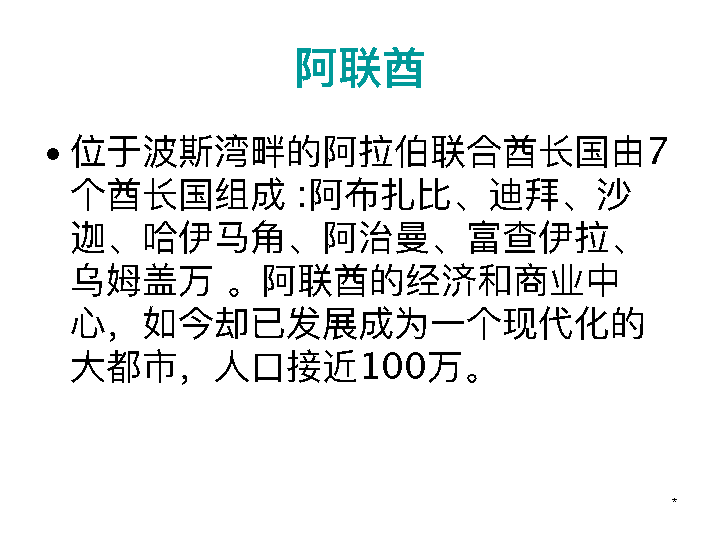 阿联酋
• 位于波斯湾畔的阿拉伯联合酋长国由7
个酋长国组成 :阿布扎比、迪拜、沙
迦、哈伊马角、阿治曼、富查伊拉、
乌姆盖万 。阿联酋的经济和商业中
心，如今却已发展成为一个现代化的
大都市，人口接近100万。
*